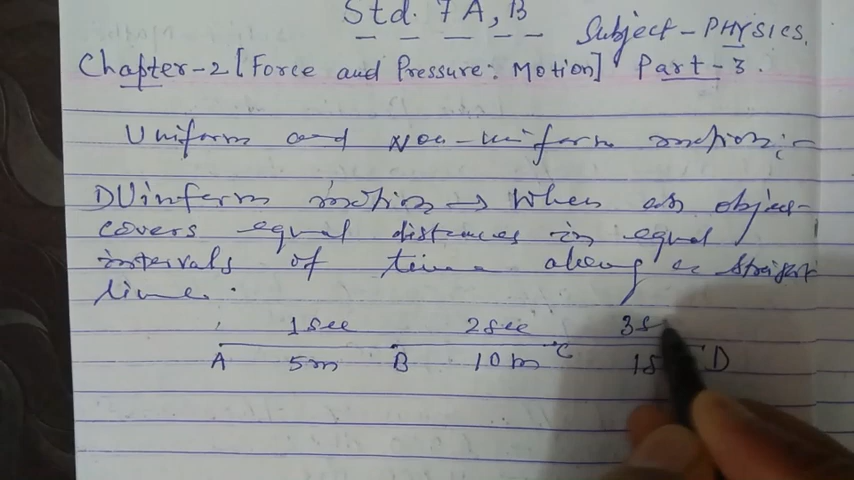 Std. 7A, B
Subject - PHYSICS.
Chapter-2 [Force and Pressure: Motion] Part-3.
Uniform and Non-uniform motion:-
1) Uniform motion → When an object
covers equal distances in equal
intervals of time along a straight
line.
1 sec 2 sec 3 s
A 5m B 10m C D